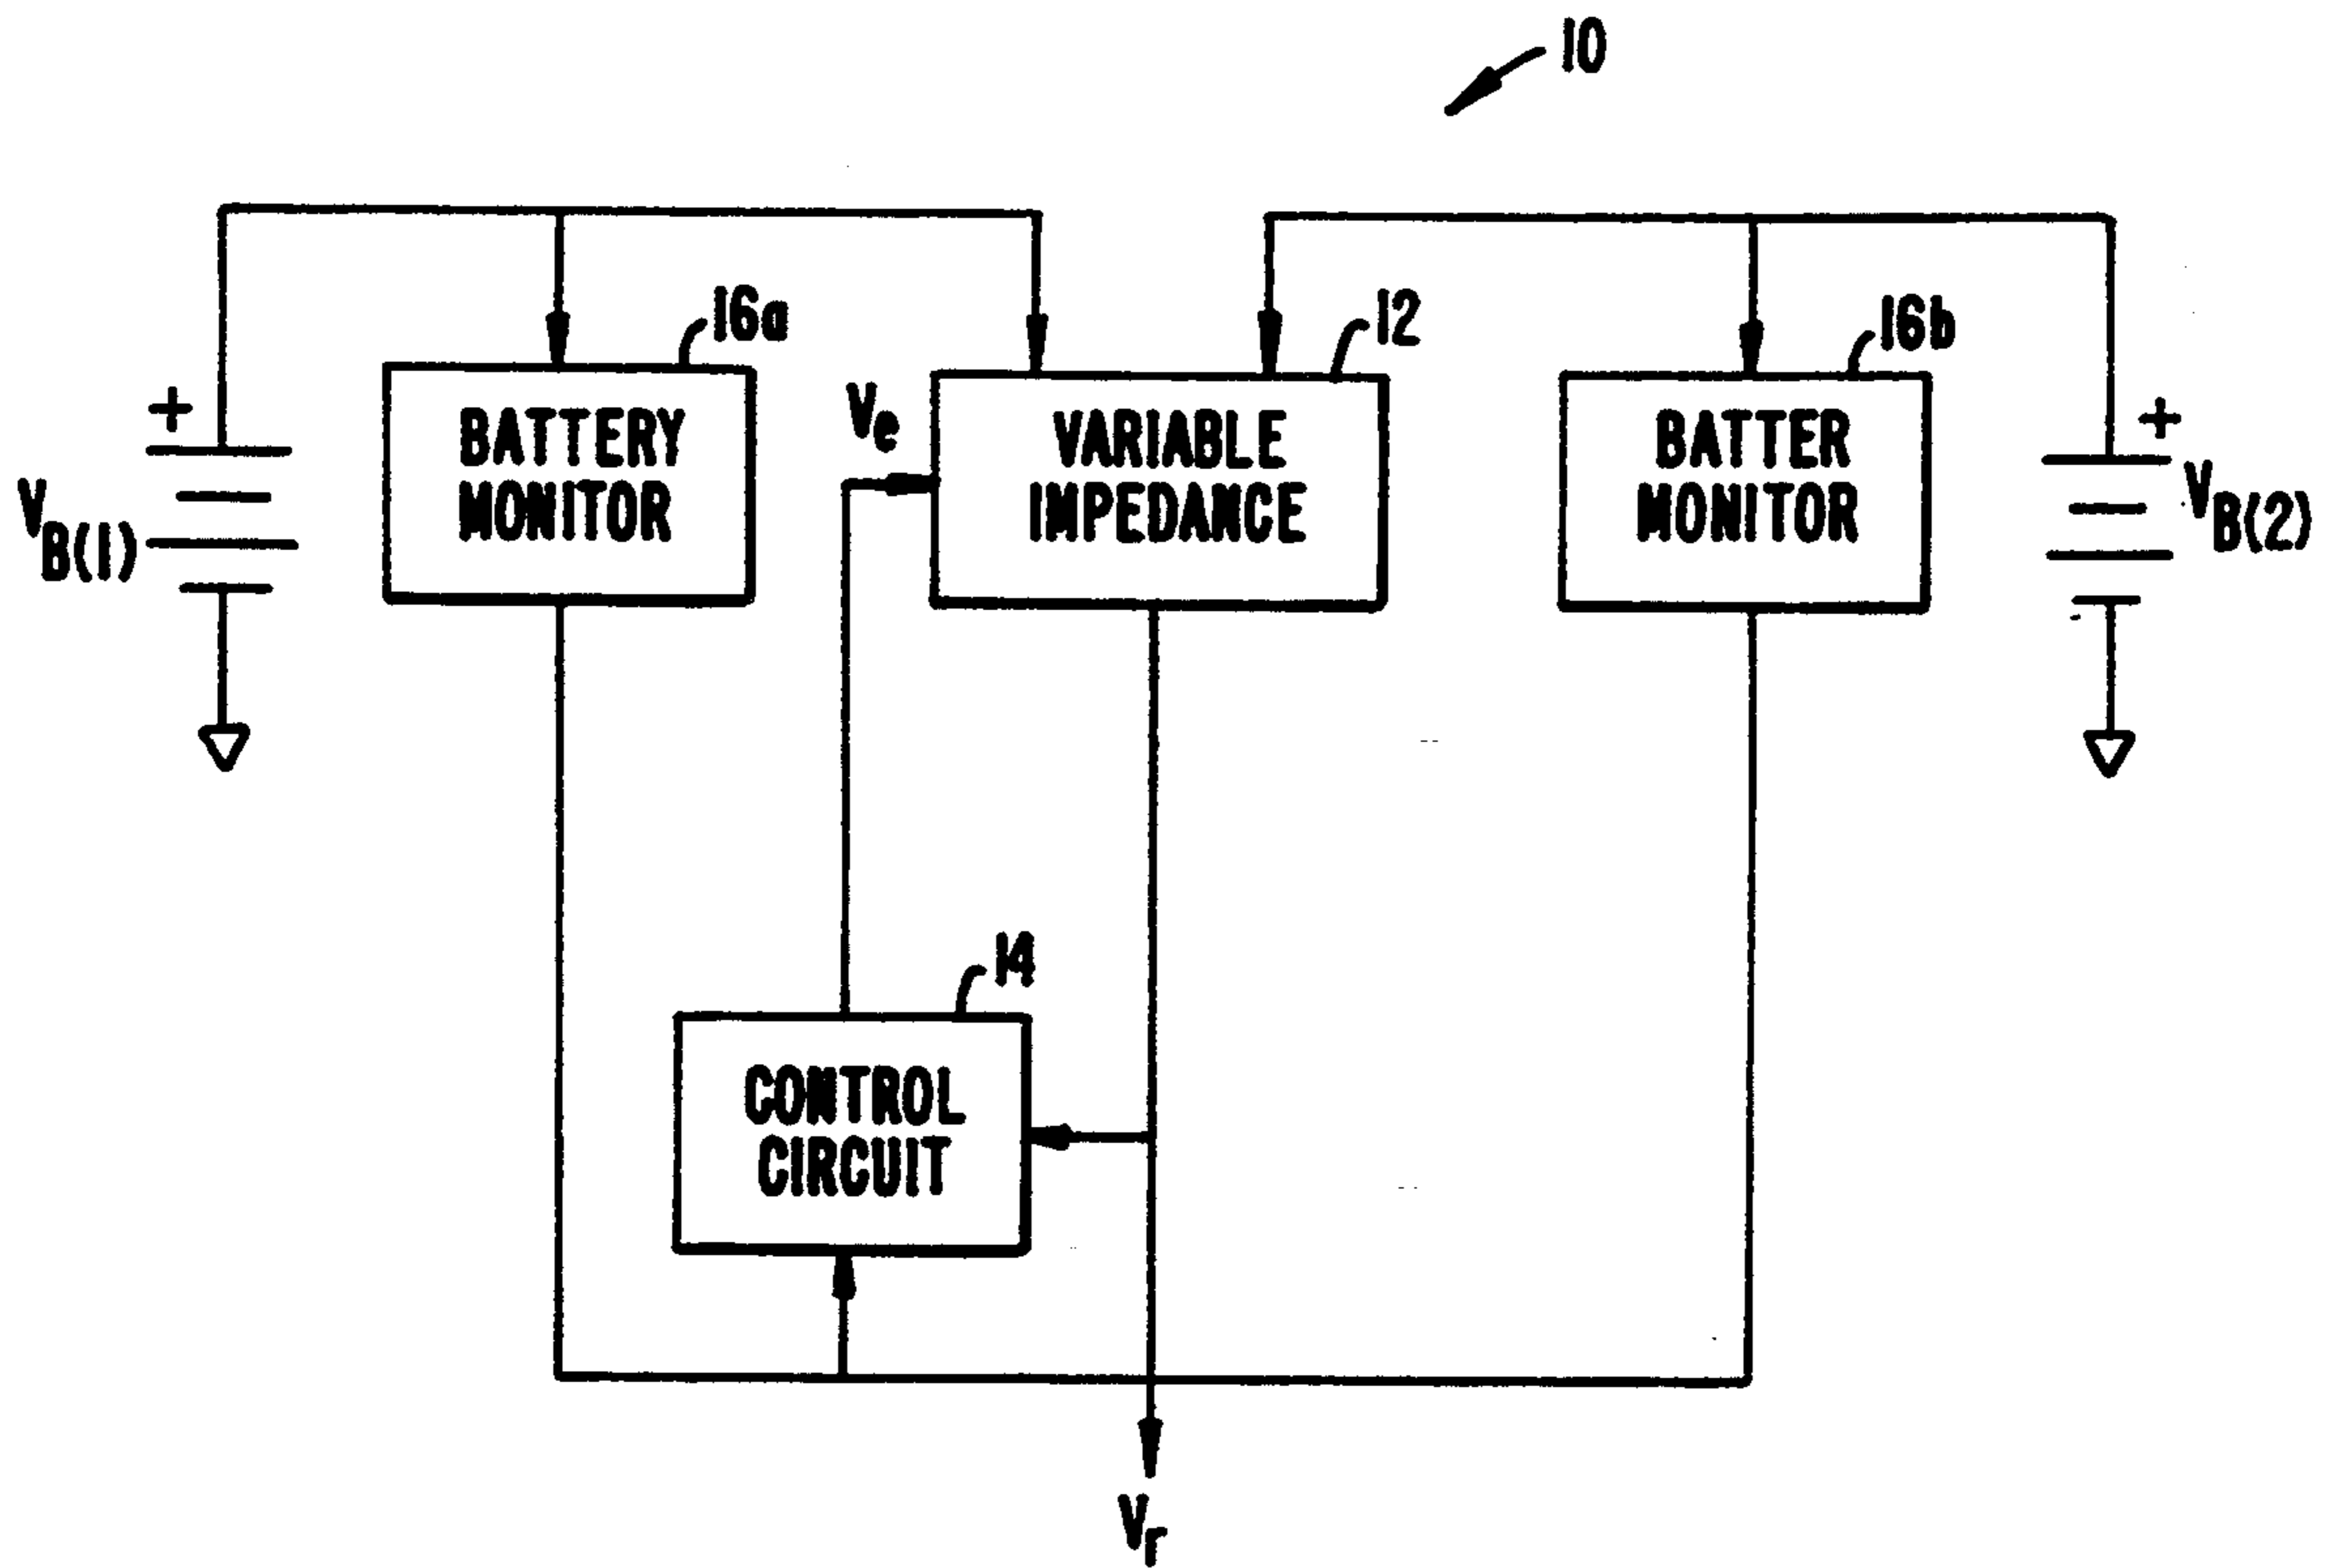 10
16a
12
16b
+
BATTERY
MONITOR
Ve
VARIABLE
IMPEDANCE
BATTER
MONITOR
+
VB(1)
VB(2)
14
CONTROL
CIRCUIT
Vr